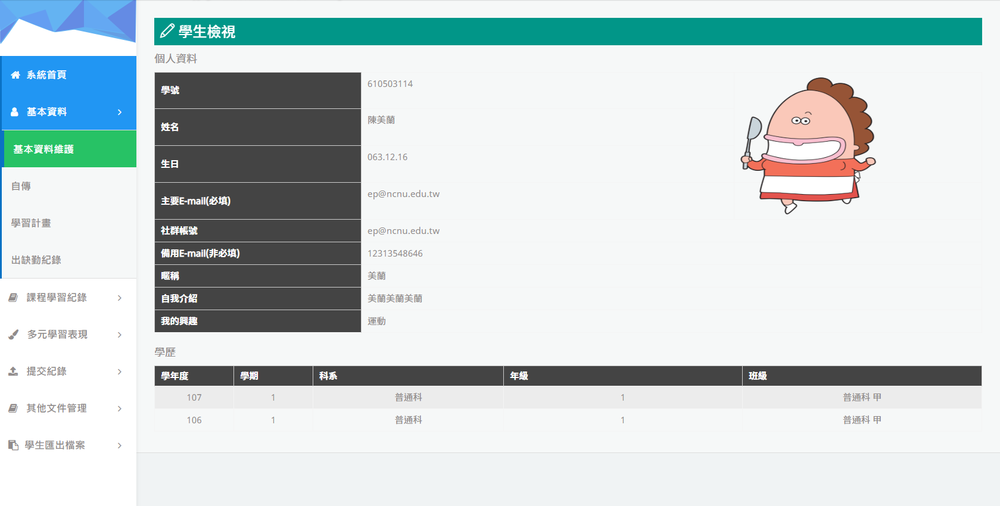 系統首頁
基本資料
基本資料維護
自傳
學習計畫
出缺勤紀錄
課程學習紀錄
多元學習表現
提交紀錄
其他文件管理
學生匯出檔案
學生檢視
個人資料
學號 610503114
姓名 陳美蘭
生日 063.12.16
主要E-mail(必填) ep@ncnu.edu.tw
社群帳號 ep@ncnu.edu.tw
備用E-mail(非必填) 12313548646
暱稱 美蘭
自我介紹 美蘭美蘭美蘭
我的興趣 運動
學歷
學年度 學期 科系 年級 班級
107 1 普通科 1 普通科 甲
106 1 普通科 1 普通科 甲